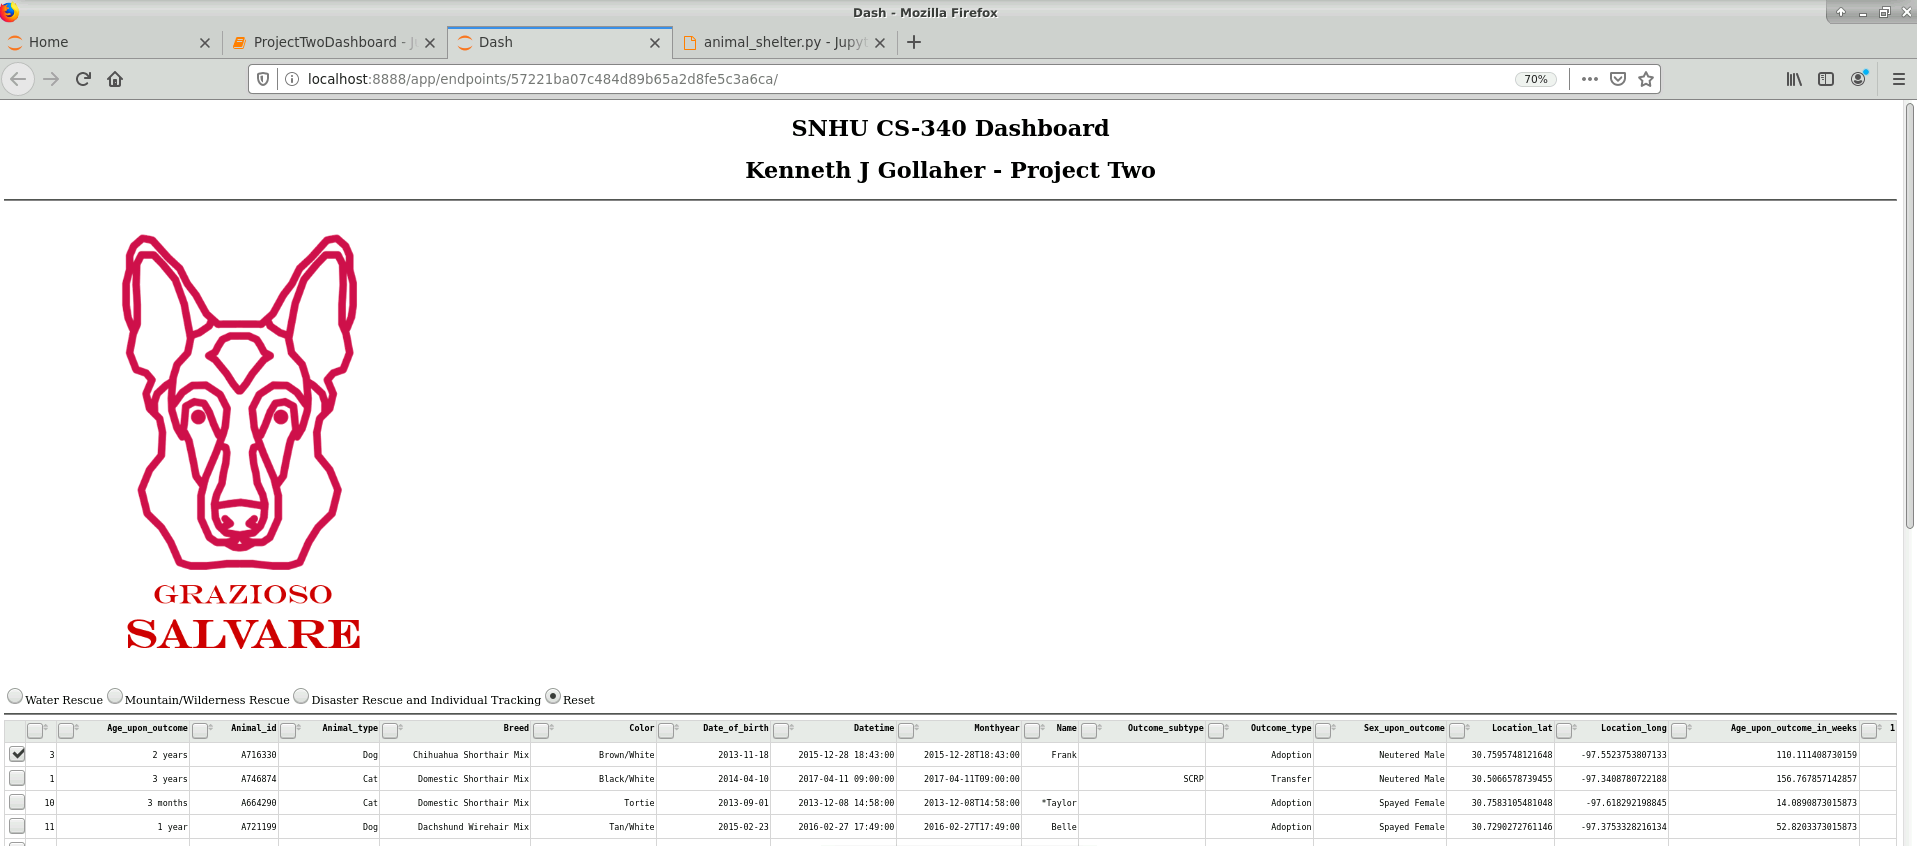 Dash - Mozilla Firefox
Home ProjectTwoDashboard - J Dash animal_shelter.py - Jupyt
localhost:8888/app/endpoints/57221ba07c484d89b65a2d8fe5c3a6ca/ 70%
SNHU CS-340 Dashboard
Kenneth J Gollaher - Project Two
GRAZIOSO
SALVARE
Water Rescue Mountain/Wilderness Rescue Disaster Rescue and Individual Tracking Reset
Age_upon_outcome Animal_id Animal_type Breed Color Date_of_birth Datetime Monthyear Name Outcome_subtype Outcome_type Sex_upon_outcome Location_lat Location_long Age_upon_outcome_in_weeks 1
3 2 years A716330 Dog Chihuahua Shorthair Mix Brown/White 2013-11-18 2015-12-28 18:43:00 2015-12-28T18:43:00 Frank Adoption Neutered Male 30.7595748121648 -97.5523753807133 110.111408730159
1 3 years A746874 Cat Domestic Shorthair Mix Black/White 2014-04-10 2017-04-11 09:00:00 2017-04-11T09:00:00 SCRP Transfer Neutered Male 30.5066578739455 -97.3408780722188 156.767857142857
10 3 months A664290 Cat Domestic Shorthair Mix Tortie 2013-09-01 2013-12-08 14:58:00 2013-12-08T14:58:00 *Taylor Adoption Spayed Female 30.7583105481048 -97.618292198845 14.0890873015873
11 1 year A721199 Dog Dachshund Wirehair Mix Tan/White 2015-02-23 2016-02-27 17:49:00 2016-02-27T17:49:00 Belle Adoption Spayed Female 30.7290272761146 -97.3753328216134 52.8203373015873